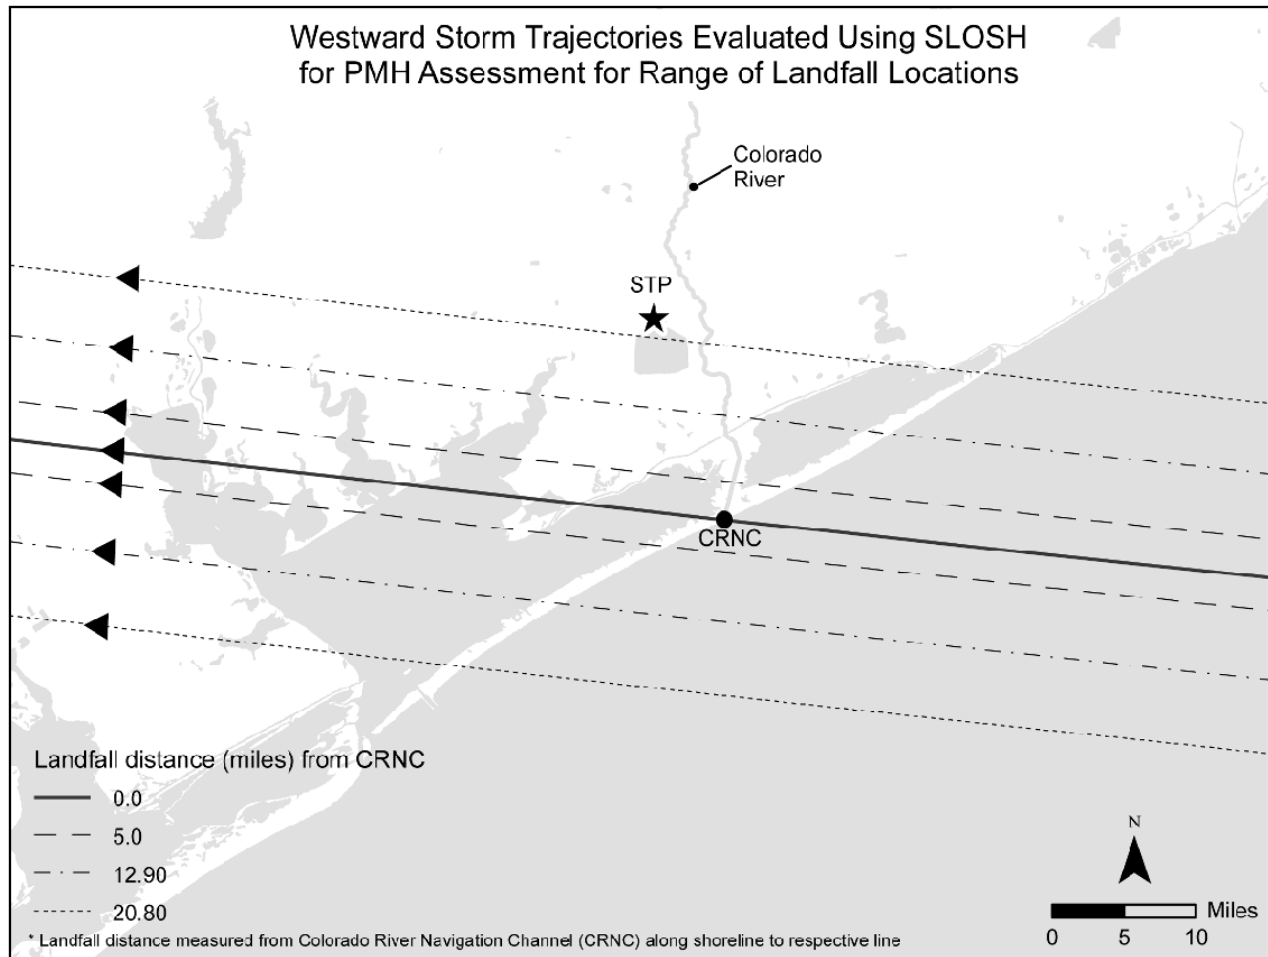 Westward Storm Trajectories Evaluated Using SLOSH
for PMH Assessment for Range of Landfall Locations
Colorado
River
STP
CRNC
Landfall distance (miles) from CRNC
0.0
5.0
12.90
20.80
* Landfall distance measured from Colorado River Navigation Channel (CRNC) along shoreline to respective line
N
Miles
0 5 10